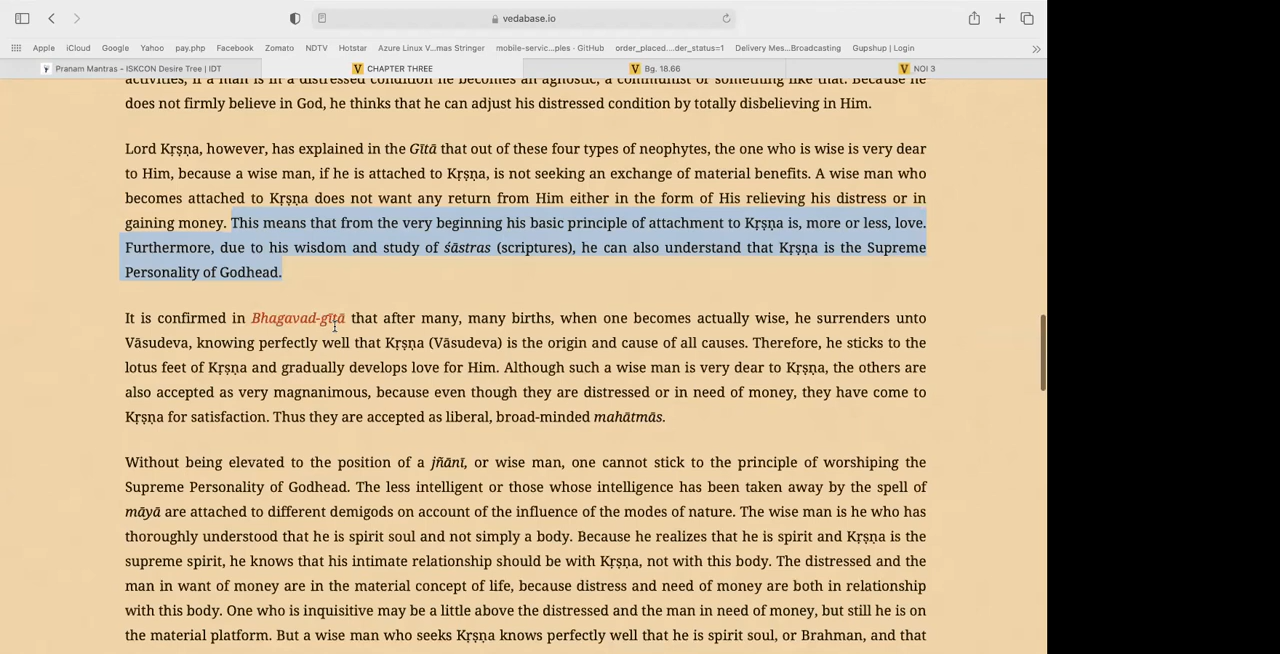 vedabase.io
Apple iCloud Google Yahoo pay.php Facebook Zomato NDTV Hotstar Azure Linux V...mas Stringer mobile-servic...ples · GitHub order_placed....der_status=1 Delivery Mes...Broadcasting Gupshup | Login
Pranam Mantras – ISKCON Desire Tree | IDT CHAPTER THREE Bg. 18.66 NOI 3
activities, if a man is in a distressed condition he becomes an agnostic, a communist or something like that. Because he
does not firmly believe in God, he thinks that he can adjust his distressed condition by totally disbelieving in Him.
Lord Kṛṣṇa, however, has explained in the Gītā that out of these four types of neophytes, the one who is wise is very dear
to Him, because a wise man, if he is attached to Kṛṣṇa, is not seeking an exchange of material benefits. A wise man who
becomes attached to Kṛṣṇa does not want any return from Him either in the form of His relieving his distress or in
gaining money. This means that from the very beginning his basic principle of attachment to Kṛṣṇa is, more or less, love.
Furthermore, due to his wisdom and study of śāstras (scriptures), he can also understand that Kṛṣṇa is the Supreme
Personality of Godhead.
It is confirmed in Bhagavad-gītā that after many, many births, when one becomes actually wise, he surrenders unto
Vāsudeva, knowing perfectly well that Kṛṣṇa (Vāsudeva) is the origin and cause of all causes. Therefore, he sticks to the
lotus feet of Kṛṣṇa and gradually develops love for Him. Although such a wise man is very dear to Kṛṣṇa, the others are
also accepted as very magnanimous, because even though they are distressed or in need of money, they have come to
Kṛṣṇa for satisfaction. Thus they are accepted as liberal, broad-minded mahātmās.
Without being elevated to the position of a jñānī, or wise man, one cannot stick to the principle of worshiping the
Supreme Personality of Godhead. The less intelligent or those whose intelligence has been taken away by the spell of
māyā are attached to different demigods on account of the influence of the modes of nature. The wise man is he who has
thoroughly understood that he is spirit soul and not simply a body. Because he realizes that he is spirit and Kṛṣṇa is the
supreme spirit, he knows that his intimate relationship should be with Kṛṣṇa, not with this body. The distressed and the
man in want of money are in the material concept of life, because distress and need of money are both in relationship
with this body. One who is inquisitive may be a little above the distressed and the man in need of money, but still he is on
the material platform. But a wise man who seeks Kṛṣṇa knows perfectly well that he is spirit soul, or Brahman, and that